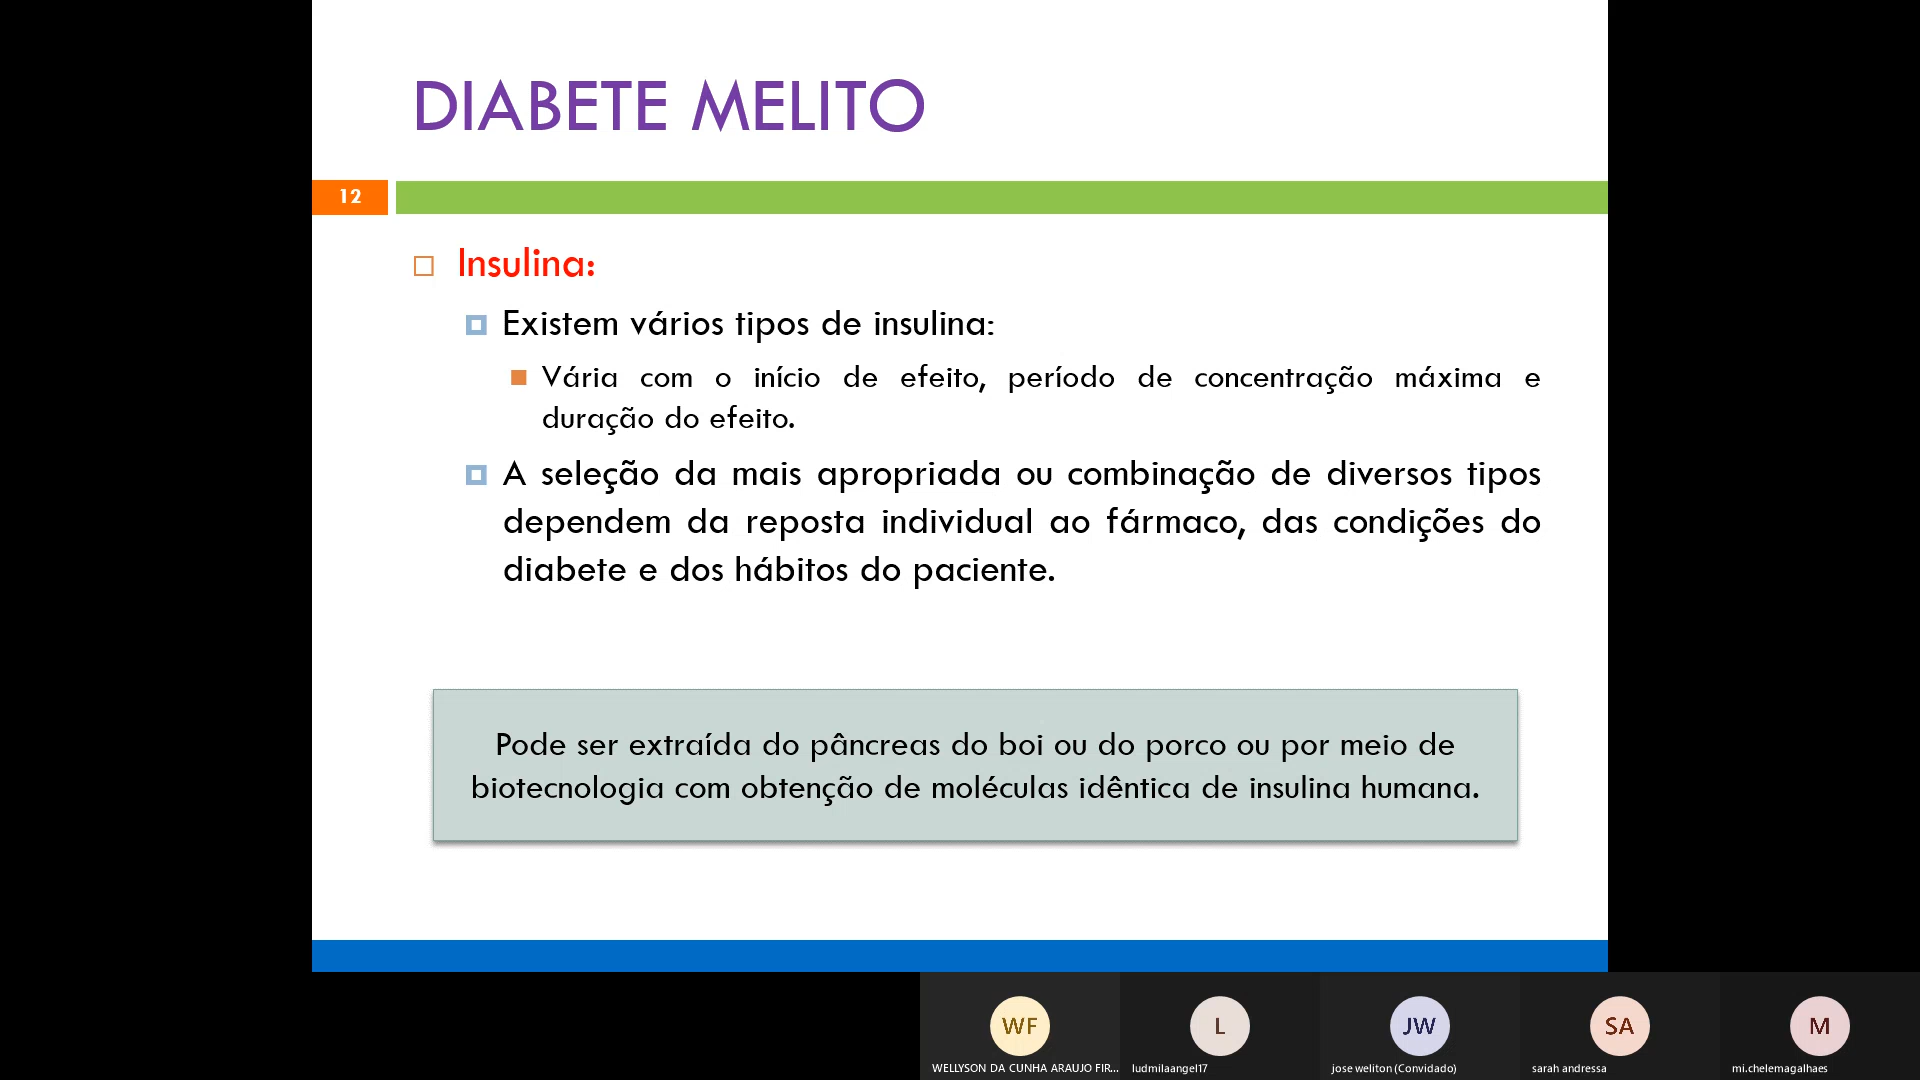 DIABETE MELITO
12
Insulina:
Existem vários tipos de insulina:
Vária com o início de efeito, período de concentração máxima e
duração do efeito.
A seleção da mais apropriada ou combinação de diversos tipos
dependem da reposta individual ao fármaco, das condições do
diabete e dos hábitos do paciente.
Pode ser extraída do pâncreas do boi ou do porco ou por meio de
biotecnologia com obtenção de moléculas idêntica de insulina humana.
WF
L
JW
SA
M
WELLYSON DA CUNHA ARAUJO FIR...
ludmilaangel17
jose weliton (Convidado)
sarah andressa
mi.chelemagalhaes